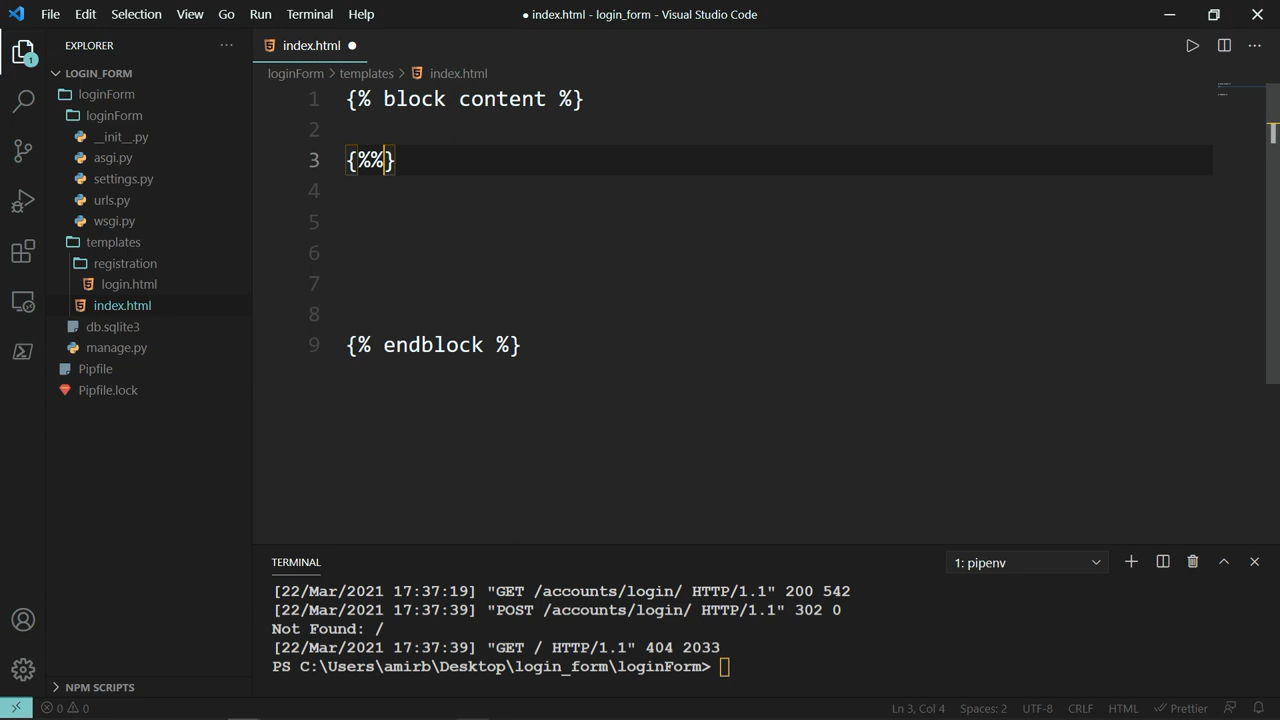 File Edit Selection View Go Run Terminal Help
● index.html - login_form - Visual Studio Code
EXPLORER
1
LOGIN_FORM
loginForm
loginForm
__init__.py
asgi.py
settings.py
urls.py
wsgi.py
templates
registration
login.html
index.html
db.sqlite3
manage.py
Pipfile
Pipfile.lock
NPM SCRIPTS
index.html ●
loginForm > templates > index.html
1 {% block content %}
2
3 {%%}
4
5
6
7
8
9 {% endblock %}
TERMINAL
1: pipenv
[22/Mar/2021 17:37:19] "GET /accounts/login/ HTTP/1.1" 200 542
[22/Mar/2021 17:37:39] "POST /accounts/login/ HTTP/1.1" 302 0
Not Found: /
[22/Mar/2021 17:37:39] "GET / HTTP/1.1" 404 2033
PS C:\Users\amirb\Desktop\login_form\loginForm>
0 0
Ln 3, Col 4 Spaces: 2 UTF-8 CRLF HTML Prettier